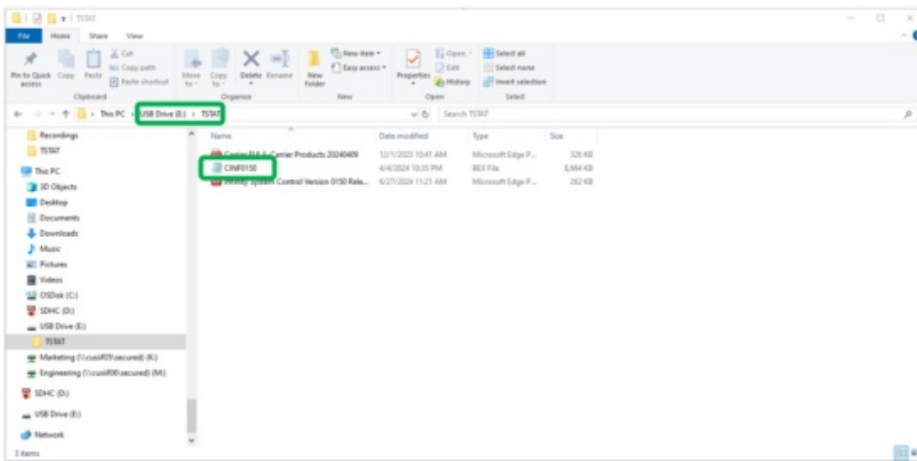 TSTAT
File Home Share View
Pin to Quick access Copy Paste Cut Copy path Paste shortcut Move to Copy to Delete Rename New folder New item Easy access Properties Open Edit History Select all Select none Invert selection
Clipboard Organize New Open Select
This PC USB Drive (E:) TSTAT Search TSTAT
Name Date modified Type Size
Recordings
TSTAT
This PC
3D Objects
Desktop
Documents
Downloads
Music
Pictures
Videos
OSDisk (C:)
SDHC (D:)
USB Drive (E:)
TSTAT
Marketing
Engineering
SDHC (D:)
USB Drive (E:)
Network
Carrier Products 20240409 12/1/2023 10:41 AM Microsoft Edge P... 326 KB
CINF0150 4/4/2024 10:35 PM BEX File 8,964 KB
Infinity System Control Version 0150 Rele... 6/27/2024 11:21 AM Microsoft Edge P... 262 KB
3 items